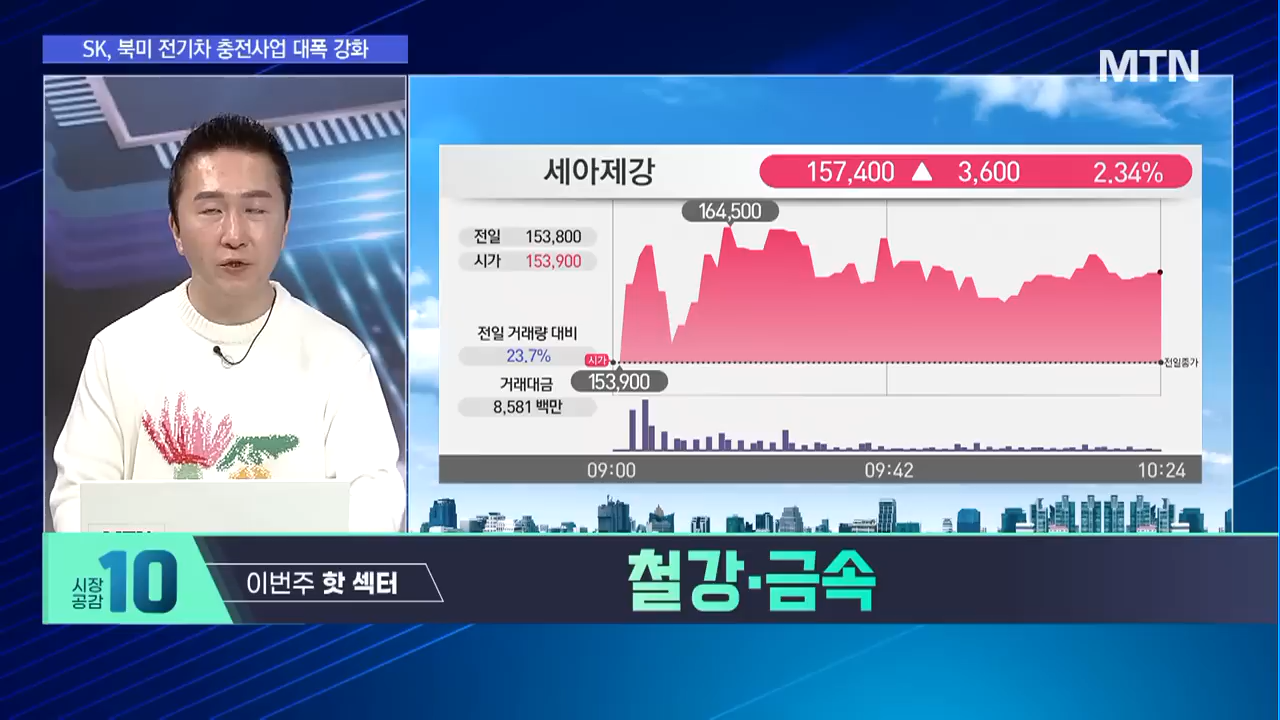 SK, 북미 전기차 충전사업 대폭 강화
MTN
세아제강
157,400 ▲ 3,600 2.34%
164,500
전일 153,800
시가 153,900
전일 거래량 대비
23.7%
시가
전일종가
153,900
거래대금
8,581 백만
09:00 09:42 10:24
시장공감 10
이번주 핫 섹터
철강·금속